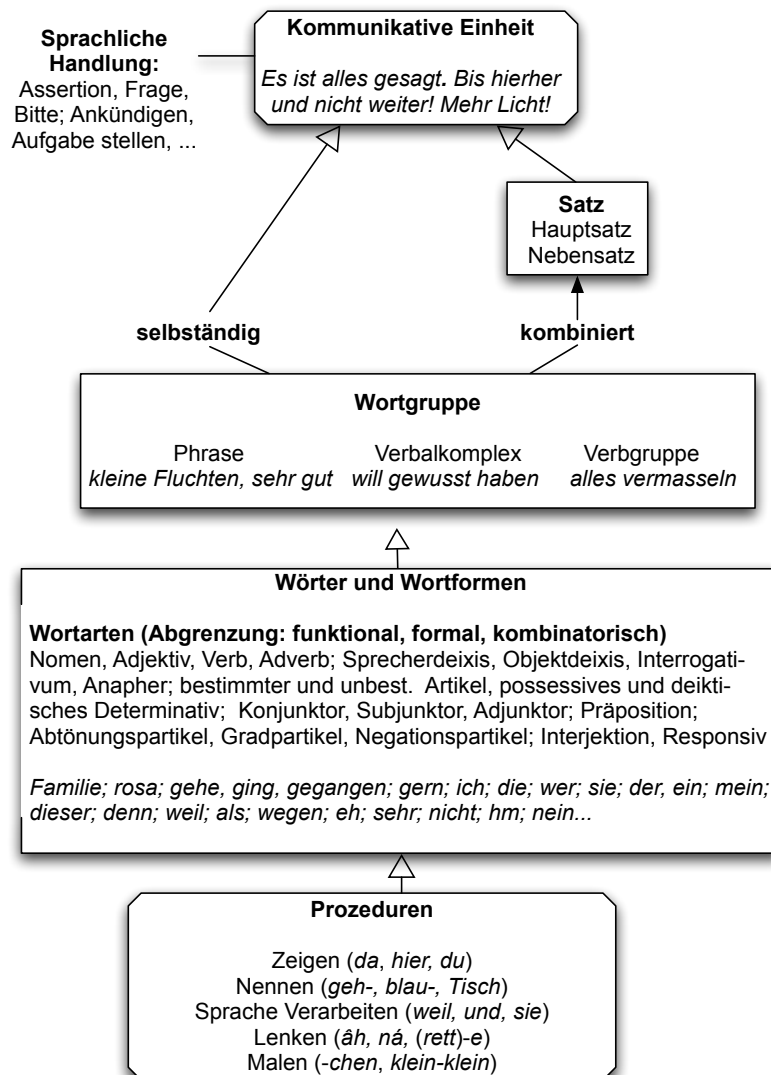 Sprachliche
Handlung:
Assertion, Frage,
Bitte; Ankündigen,
Aufgabe stellen, ...
Kommunikative Einheit
Es ist alles gesagt. Bis hierher
und nicht weiter! Mehr Licht!
Satz
Hauptsatz
Nebensatz
selbständig
kombiniert
Wortgruppe
Phrase
kleine Fluchten, sehr gut
Verbalkomplex
will gewusst haben
Verbgruppe
alles vermasseln
Wörter und Wortformen
Wortarten (Abgrenzung: funktional, formal, kombinatorisch)
Nomen, Adjektiv, Verb, Adverb; Sprecherdeixis, Objektdeixis, Interrogati-
vum, Anapher; bestimmter und unbest. Artikel, possessives und deikti-
sches Determinativ; Konjunktor, Subjunktor, Adjunktor; Präposition;
Abtönungspartikel, Gradpartikel, Negationspartikel; Interjektion, Responsiv
Familie; rosa; gehe, ging, gegangen; gern; ich; die; wer; sie; der, ein; mein;
dieser; denn; weil; als; wegen; eh; sehr; nicht; hm; nein...
Prozeduren
Zeigen (da, hier, du)
Nennen (geh-, blau-, Tisch)
Sprache Verarbeiten (weil, und, sie)
Lenken (âh, ná, (rett)-e)
Malen (-chen, klein-klein)